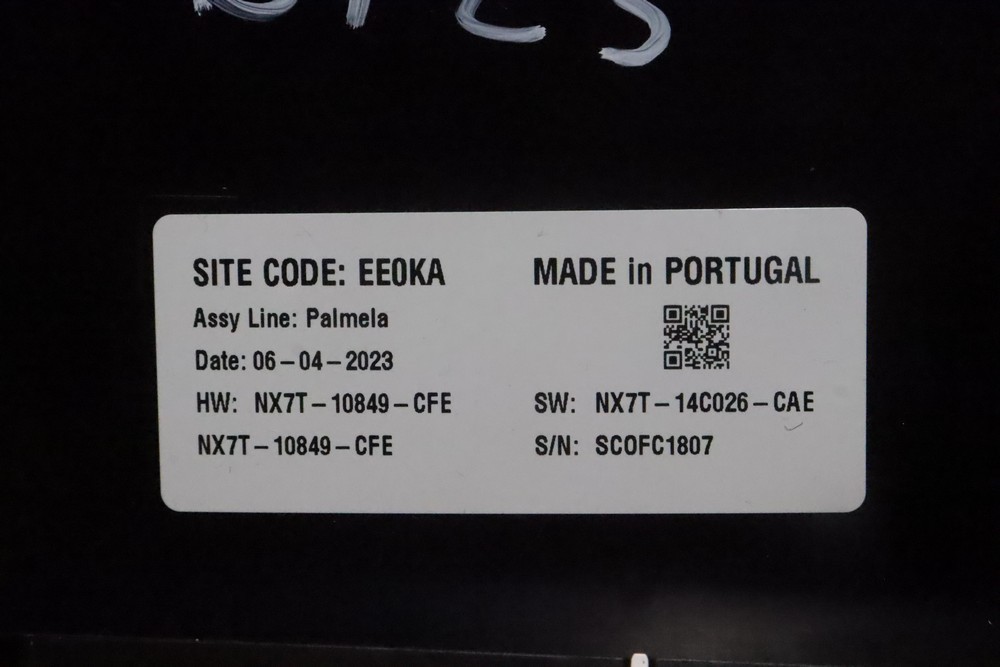 SITE CODE: EE0KA
MADE in PORTUGAL
Assy Line: Palmela
Date: 06-04-2023
HW: NX7T-10849-CFE
SW: NX7T-14C026-CAE
NX7T-10849-CFE
S/N: SC0FC1807